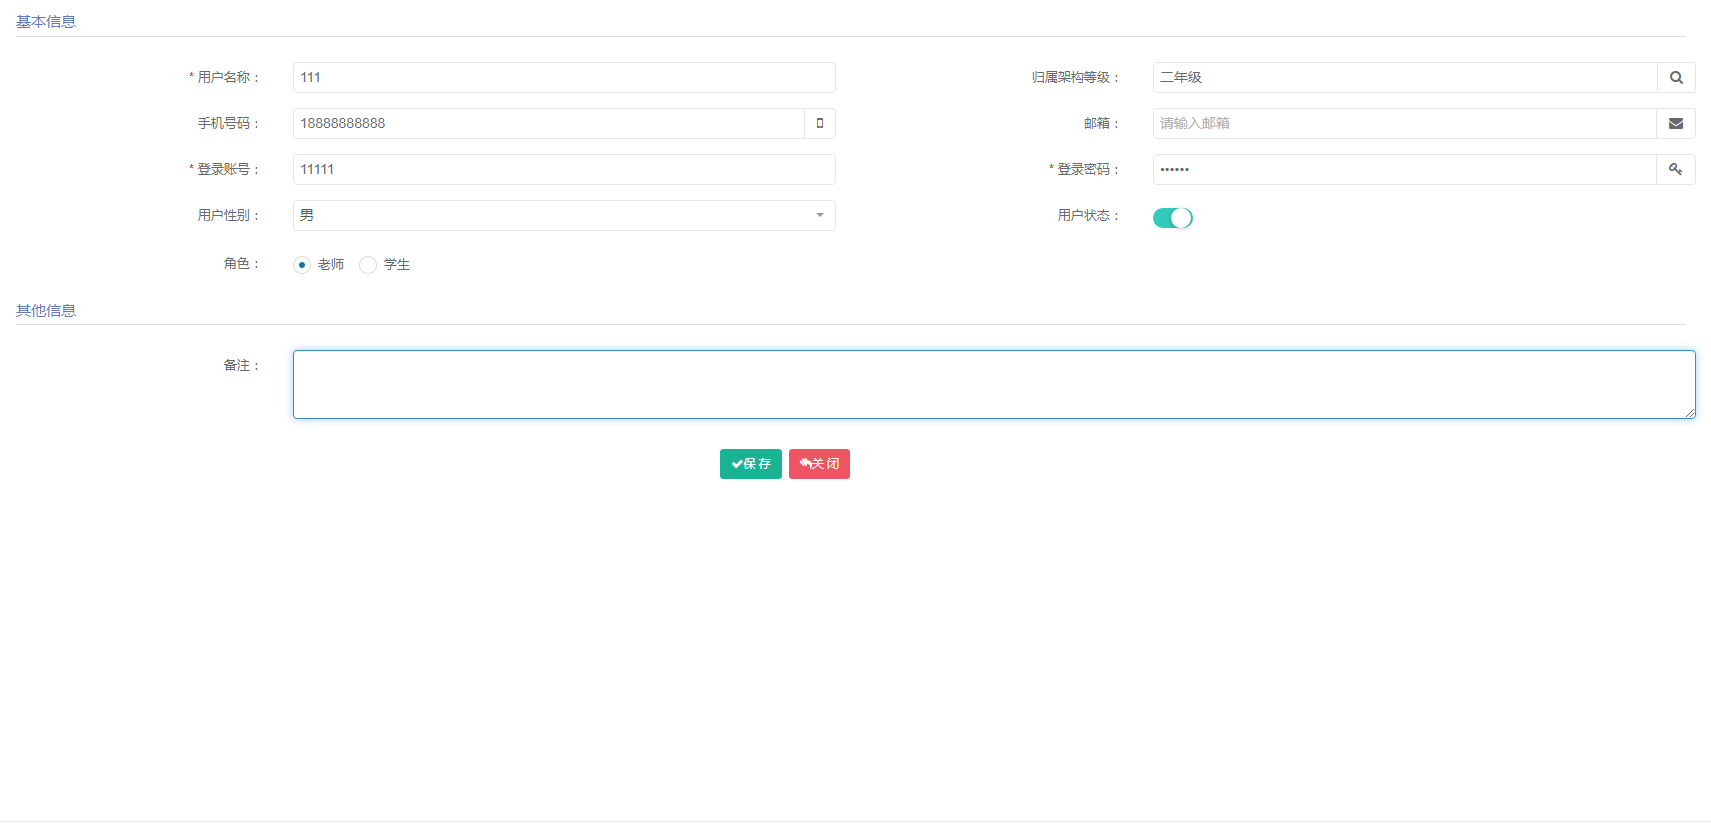 基本信息
* 用户名称： 111 归属架构等级： 二年级
手机号码： 18888888888 邮箱： 请输入邮箱
* 登录账号： 11111 * 登录密码： ••••••
用户性别： 男 用户状态：
角色： 老师 学生
其他信息
备注：
保 存 关 闭